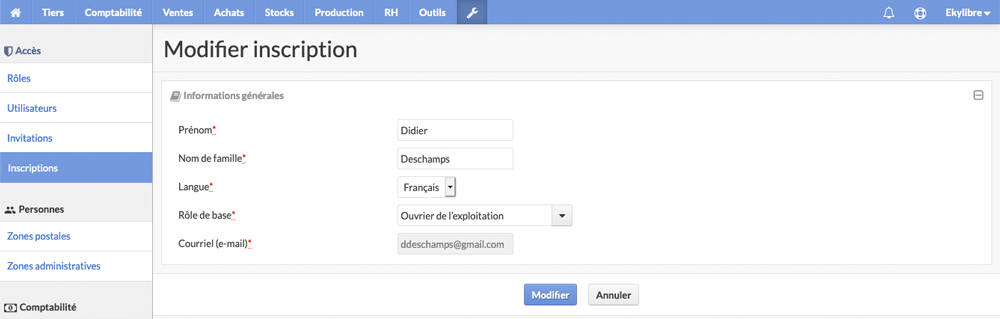 Tiers Comptabilité Ventes Achats Stocks Production RH Outils Ekylibre
Accès
Rôles
Utilisateurs
Invitations
Inscriptions
Personnes
Zones postales
Zones administratives
Comptabilité
Modifier inscription
Informations générales
Prénom* Didier
Nom de famille* Deschamps
Langue* Français
Rôle de base* Ouvrier de l'exploitation
Courriel (e-mail)* ddeschamps@gmail.com
Modifier Annuler